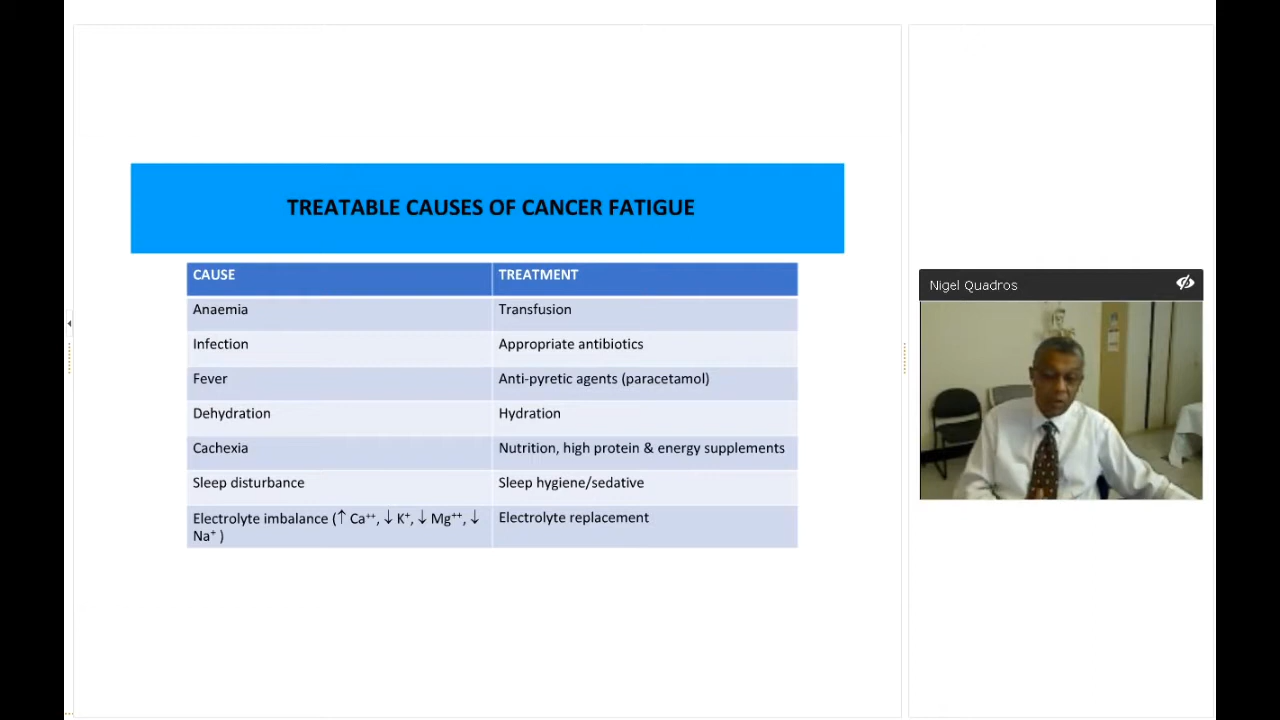 TREATABLE CAUSES OF CANCER FATIGUE
CAUSE TREATMENT
Anaemia Transfusion
Infection Appropriate antibiotics
Fever Anti-pyretic agents (paracetamol)
Dehydration Hydration
Cachexia Nutrition, high protein & energy supplements
Sleep disturbance Sleep hygiene/sedative
Electrolyte imbalance (↑ Ca⁺⁺, ↓ K⁺, ↓ Mg⁺⁺, ↓ Electrolyte replacement
Na⁺ )
Nigel Quadros